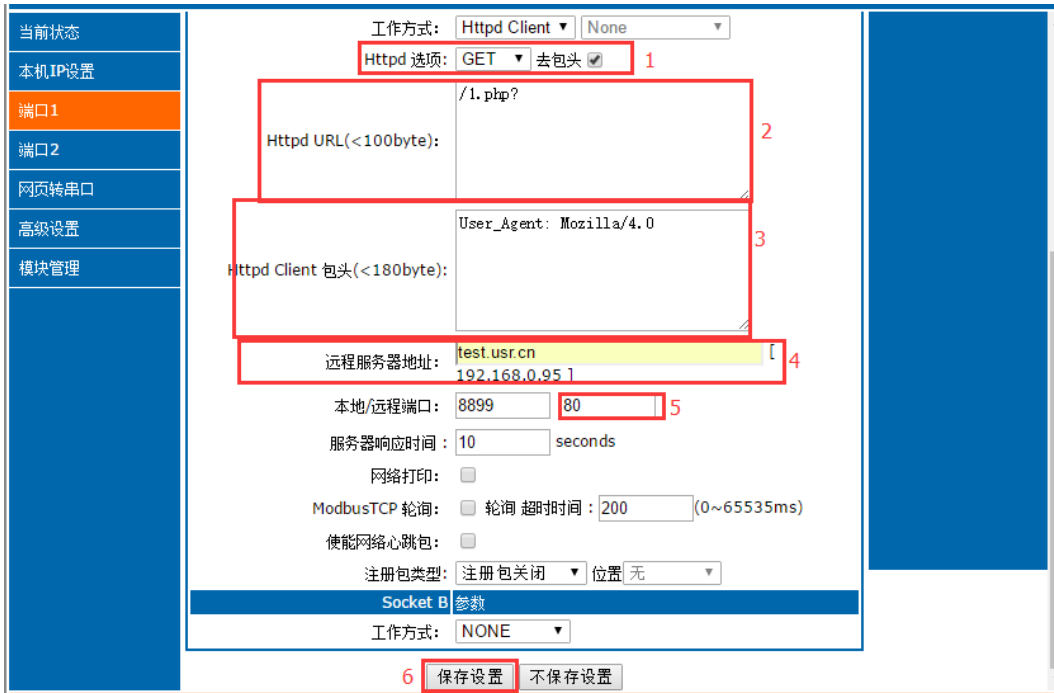 当前状态
本机IP设置
端口1
端口2
网页转串口
高级设置
模块管理
工作方式: Httpd Client None
Httpd 选项: GET 去包头 1
Httpd URL(<100byte): /1.php? 2
Httpd Client 包头(<180byte): User_Agent: Mozilla/4.0 3
远程服务器地址: test.usr.cn [ 4
192.168.0.95 ]
本地/远程端口: 8899 80 5
服务器响应时间: 10 seconds
网络打印:
ModbusTCP 轮询: 轮询 超时时间: 200 (0~65535ms)
使能网络心跳包:
注册包类型: 注册包关闭 位置 无
Socket B 参数
工作方式: NONE
6 保存设置 不保存设置